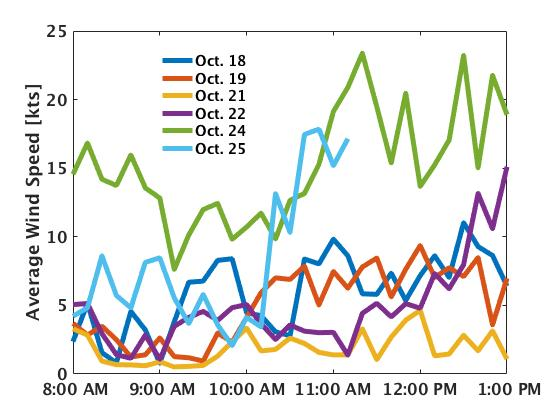 25
20
15
10
5
0
Average Wind Speed [kts]
Oct. 18
Oct. 19
Oct. 21
Oct. 22
Oct. 24
Oct. 25
8:00 AM 9:00 AM 10:00 AM 11:00 AM 12:00 PM 1:00 PM